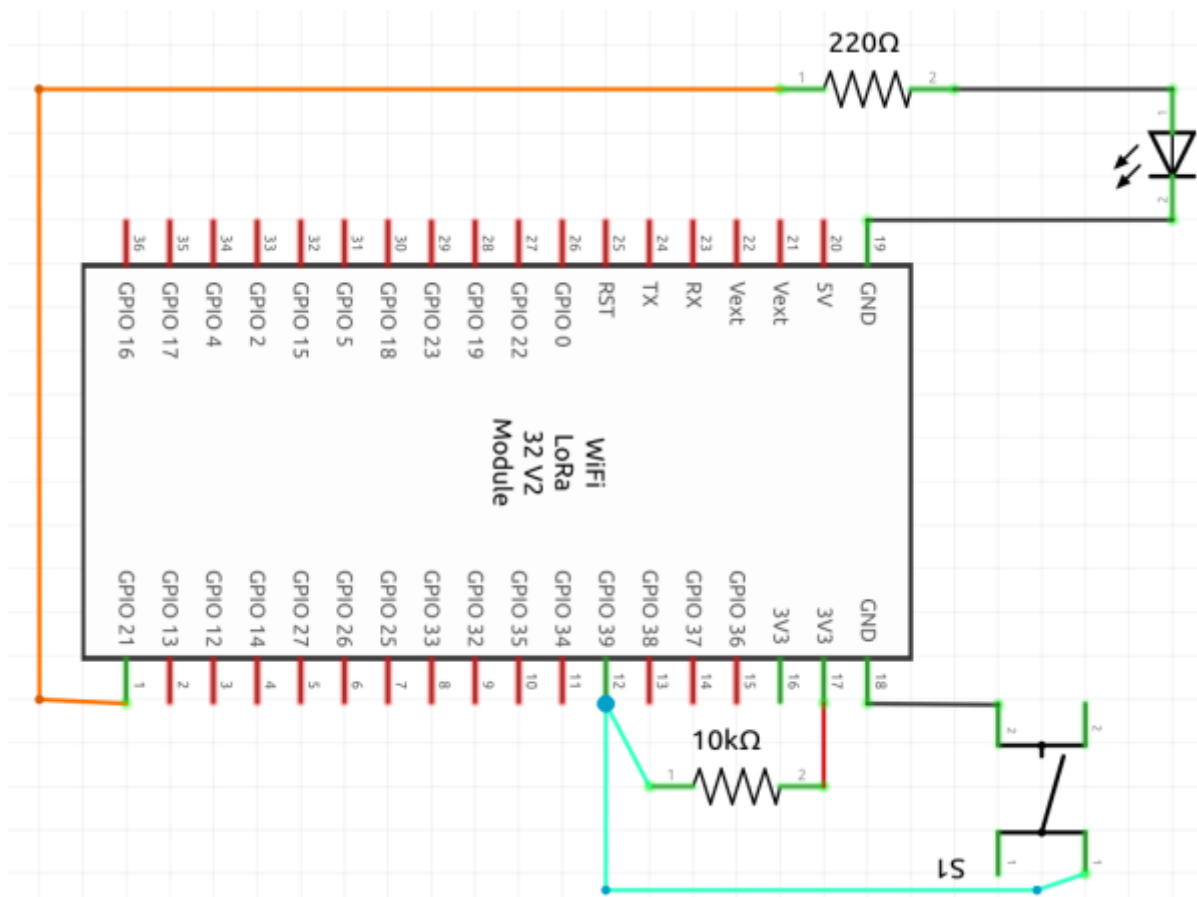 220Ω
1
2
1
2
36
35
34
33
32
31
30
29
28
27
26
25
24
23
22
21
20
19
GPIO 16
GPIO 17
GPIO 4
GPIO 2
GPIO 15
GPIO 5
GPIO 18
GPIO 23
GPIO 19
GPIO 22
GPIO 0
RST
TX
RX
Vext
Vext
5V
GND
WiFi
LoRa
32 V2
Module
GPIO 21
GPIO 13
GPIO 12
GPIO 14
GPIO 27
GPIO 26
GPIO 25
GPIO 33
GPIO 32
GPIO 35
GPIO 34
GPIO 39
GPIO 38
GPIO 37
GPIO 36
3V3
3V3
GND
1
2
3
4
5
6
7
8
9
10
11
12
13
14
15
16
17
18
10kΩ
1
2
2
2
1
1
S1